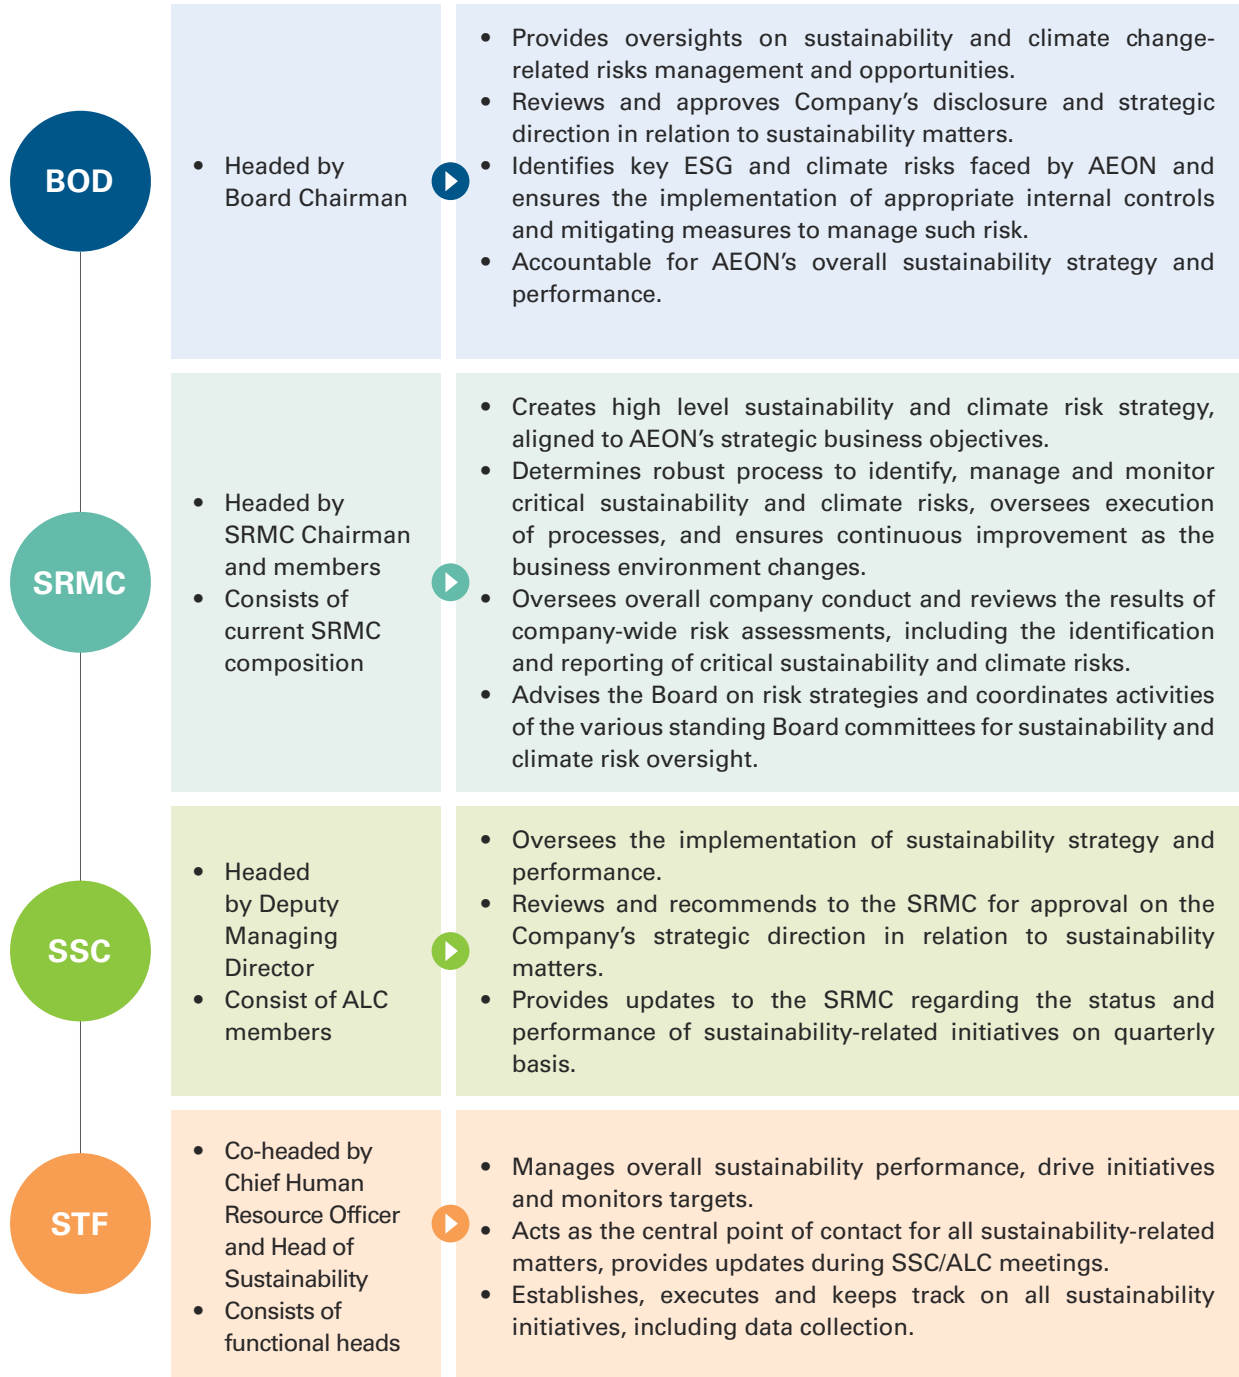 BOD
• Headed by
Board Chairman
• Provides oversights on sustainability and climate change-
related risks management and opportunities.
• Reviews and approves Company's disclosure and strategic
direction in relation to sustainability matters.
• Identifies key ESG and climate risks faced by AEON and
ensures the implementation of appropriate internal controls
and mitigating measures to manage such risk.
• Accountable for AEON's overall sustainability strategy and
performance.
SRMC
• Headed by
SRMC Chairman
and members
• Consists of
current SRMC
composition
• Creates high level sustainability and climate risk strategy,
aligned to AEON's strategic business objectives.
• Determines robust process to identify, manage and monitor
critical sustainability and climate risks, oversees execution
of processes, and ensures continuous improvement as the
business environment changes.
• Oversees overall company conduct and reviews the results of
company-wide risk assessments, including the identification
and reporting of critical sustainability and climate risks.
• Advises the Board on risk strategies and coordinates activities
of the various standing Board committees for sustainability and
climate risk oversight.
SSC
• Headed
by Deputy
Managing
Director
• Consist of ALC
members
• Oversees the implementation of sustainability strategy and
performance.
• Reviews and recommends to the SRMC for approval on the
Company's strategic direction in relation to sustainability
matters.
• Provides updates to the SRMC regarding the status and
performance of sustainability-related initiatives on quarterly
basis.
STF
• Co-headed by
Chief Human
Resource Officer
and Head of
Sustainability
• Consists of
functional heads
• Manages overall sustainability performance, drive initiatives
and monitors targets.
• Acts as the central point of contact for all sustainability-related
matters, provides updates during SSC/ALC meetings.
• Establishes, executes and keeps track on all sustainability
initiatives, including data collection.